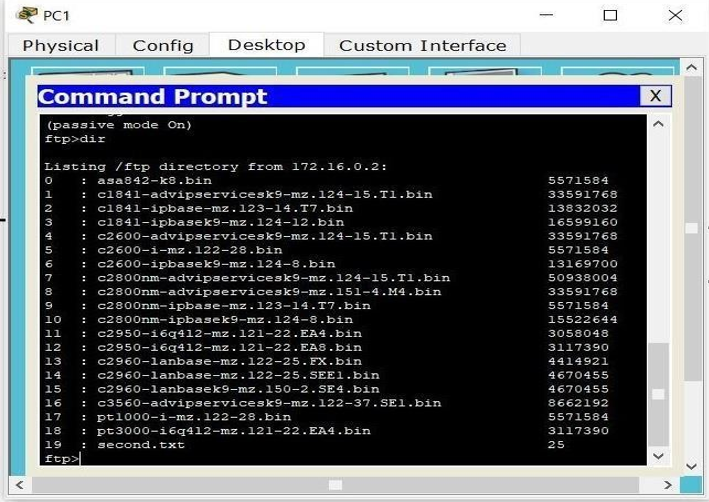 PC1
Physical Config Desktop Custom Interface
Command Prompt X
(passive mode On)
ftp>dir
Listing /ftp directory from 172.16.0.2:
0 : asa842-k8.bin 5571584
1 : c1841-advipservicesk9-mz.124-15.T1.bin 33591768
2 : c1841-ipbase-mz.123-14.T7.bin 13832032
3 : c1841-ipbasek9-mz.124-12.bin 16599160
4 : c2600-advipservicesk9-mz.124-15.T1.bin 33591768
5 : c2600-i-mz.122-28.bin 5571584
6 : c2600-ipbasek9-mz.124-8.bin 13169700
7 : c2800nm-advipservicesk9-mz.124-15.T1.bin 50938004
8 : c2800nm-advipservicesk9-mz.151-4.M4.bin 33591768
9 : c2800nm-ipbase-mz.123-14.T7.bin 5571584
10 : c2800nm-ipbasek9-mz.124-8.bin 15522644
11 : c2950-i6q4l2-mz.121-22.EA4.bin 3058048
12 : c2950-i6q4l2-mz.121-22.EA8.bin 3117390
13 : c2960-lanbase-mz.122-25.FX.bin 4414921
14 : c2960-lanbase-mz.122-25.SEE1.bin 4670455
15 : c2960-lanbasek9-mz.150-2.SE4.bin 4670455
16 : c3560-advipservicesk9-mz.122-37.SE1.bin 8662192
17 : pt1000-i-mz.122-28.bin 5571584
18 : pt3000-i6q4l2-mz.121-22.EA4.bin 3117390
19 : second.txt 25
ftp>